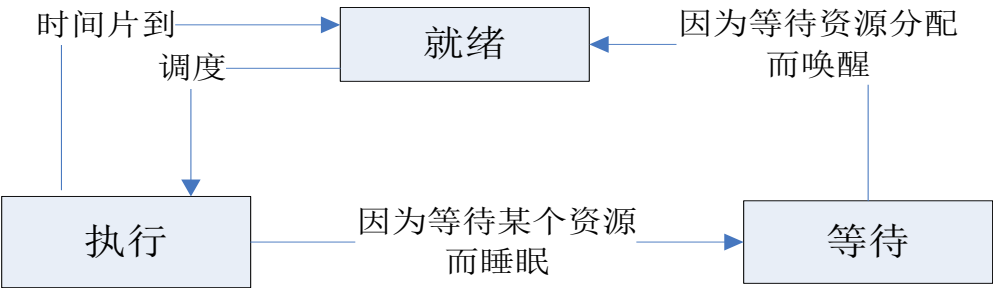 时间片到
就绪
因为等待资源分配
而唤醒
调度
执行
因为等待某个资源
而睡眠
等待